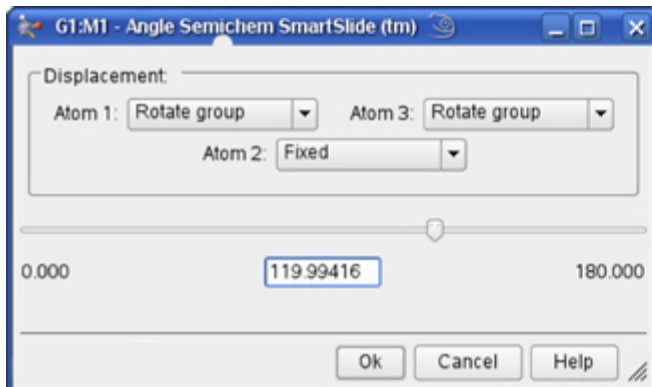 G1:M1 - Angle Semichem SmartSlide (tm)
Displacement:
Atom 1: Rotate group Atom 3: Rotate group
Atom 2: Fixed
0.000 119.99416 180.000
Ok Cancel Help